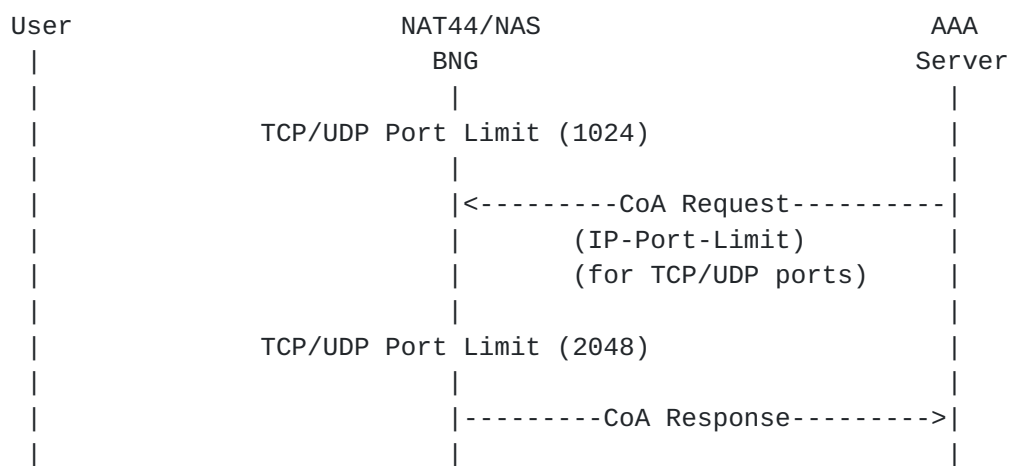 User                      NAT44/NAS                         AAA
 |                          BNG                            Server
 |                           |                               |
 |              TCP/UDP Port Limit (1024)                    |
 |                           |                               |
 |                           |<---------CoA Request----------|
 |                           |       (IP-Port-Limit)         |
 |                           |       (for TCP/UDP ports)     |
 |                           |                               |
 |              TCP/UDP Port Limit (2048)                    |
 |                           |                               |
 |                           |---------CoA Response--------->|
 |                           |                               |